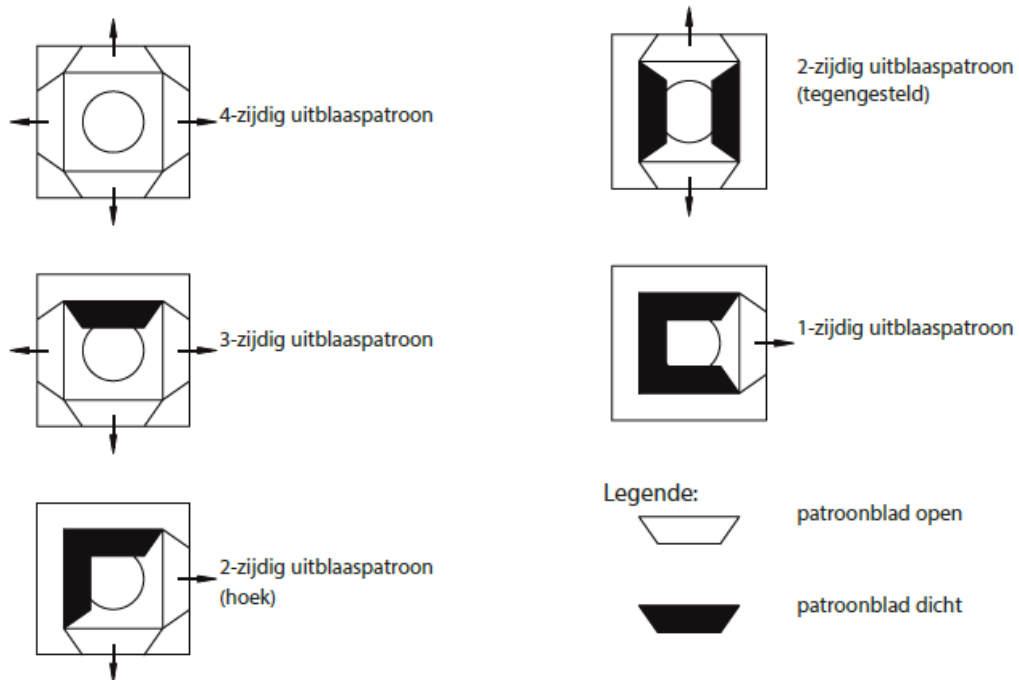 4-zijdig uitblaaspatroon
3-zijdig uitblaaspatroon
2-zijdig uitblaaspatroon
(hoek)
2-zijdig uitblaaspatroon
(tegengesteld)
1-zijdig uitblaaspatroon
Legende:
patroonblad open
patroonblad dicht